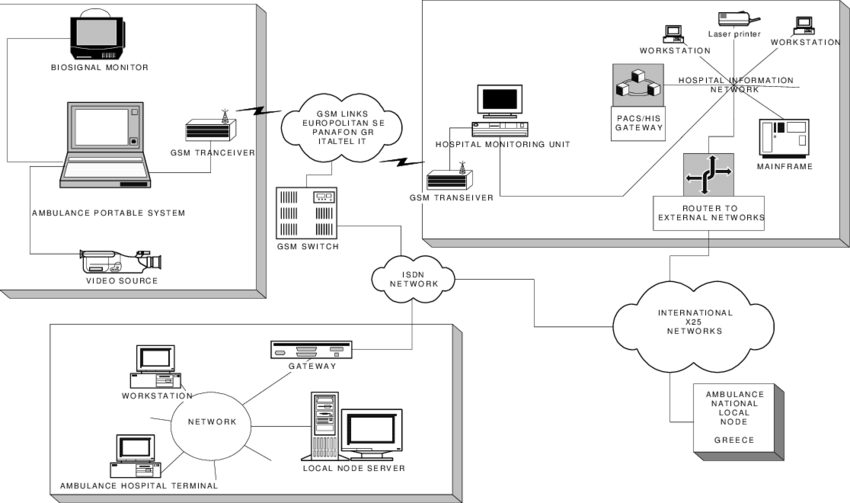 BIOSIGNAL MONITOR
GSM TRANCEIVER
AMBULANCE PORTABLE SYSTEM
VIDEO SOURCE
GSM LINKS
EUROPOLITAN SE
PANAFON GR
ITALTEL IT
GSM SWITCH
ISDN
NETWORK
Laser printer
WORKSTATION
WORKSTATION
HOSPITAL INFORMATION
NETWORK
PACS/HIS
GATEWAY
HOSPITAL MONITORING UNIT
MAINFRAME
GSM TRANSEIVER
ROUTER TO
EXTERNAL NETWORKS
INTERNATIONAL
X25
NETWORKS
AMBULANCE
NATIONAL
LOCAL
NODE
GREECE
GATEWAY
WORKSTATION
NETWORK
LOCAL NODE SERVER
AMBULANCE HOSPITAL TERMINAL